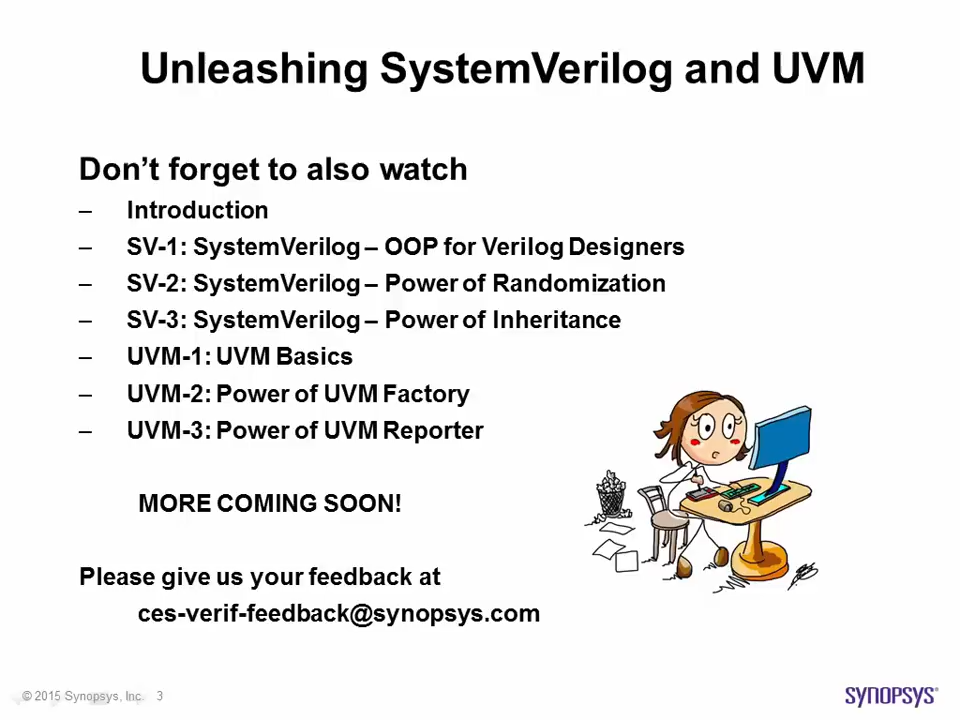 Unleashing SystemVerilog and UVM
Don’t forget to also watch
– Introduction
– SV-1: SystemVerilog – OOP for Verilog Designers
– SV-2: SystemVerilog – Power of Randomization
– SV-3: SystemVerilog – Power of Inheritance
– UVM-1: UVM Basics
– UVM-2: Power of UVM Factory
– UVM-3: Power of UVM Reporter
MORE COMING SOON!
Please give us your feedback at
ces-verif-feedback@synopsys.com
© 2015 Synopsys, Inc. 3
SYNOPSYS®